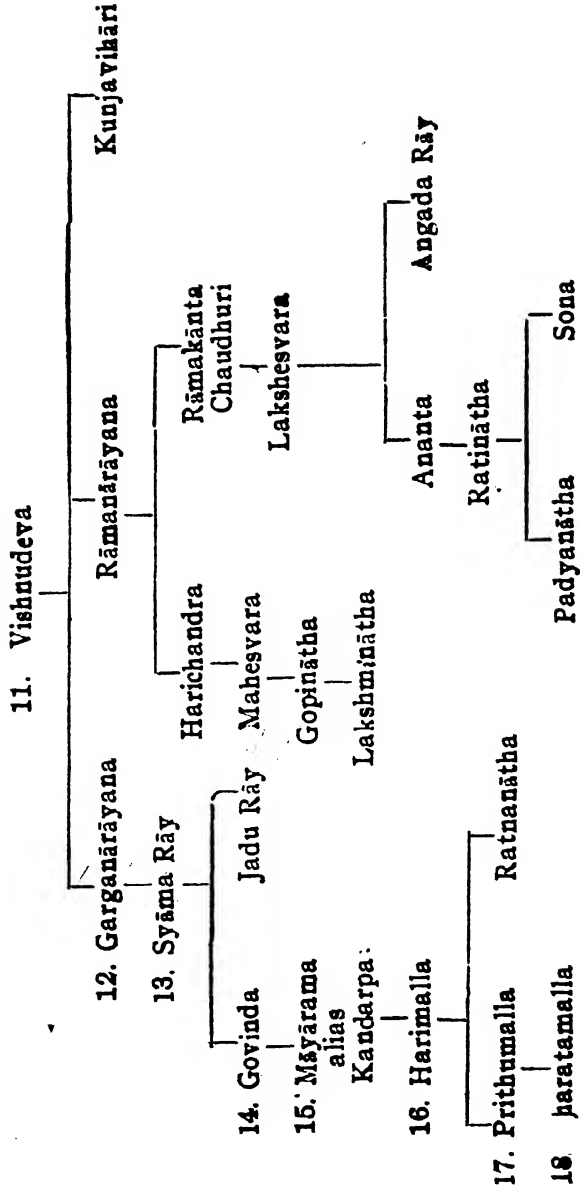 11. Vishnudeva
12. Garganārāyana
Rāmanārāyana
Kunjavihāri
13. Syāma Rāy
Harichandra
Rāmakānta
Chaudhuri
14. Govinda
Jadu Rāy
Mahesvara
Lakshesvara
15. Māyārama
alias
Kandarpa:
Gopinātha
Lakshminātha
Ananta
Angada Rāy
16. Harimalla
Ratinātha
17. Prithumalla
Ratnanātha
Padyanātha
Sona
18. haratamalla